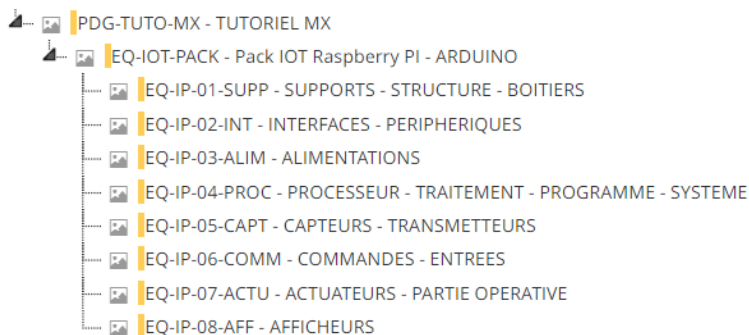 PDG-TUTO-MX - TUTORIEL MX
EQ-IOT-PACK - Pack IOT Raspberry PI - ARDUINO
EQ-IP-01-SUPP - SUPPORTS - STRUCTURE - BOITIERS
EQ-IP-02-INT - INTERFACES - PERIPHERIQUES
EQ-IP-03-ALIM - ALIMENTATIONS
EQ-IP-04-PROC - PROCESSEUR - TRAITEMENT - PROGRAMME - SYSTEME
EQ-IP-05-CAPT - CAPTEURS - TRANSMETTEURS
EQ-IP-06-COMM - COMMANDES - ENTREES
EQ-IP-07-ACTU - ACTUATEURS - PARTIE OPERATIVE
EQ-IP-08-AFF - AFFICHEURS